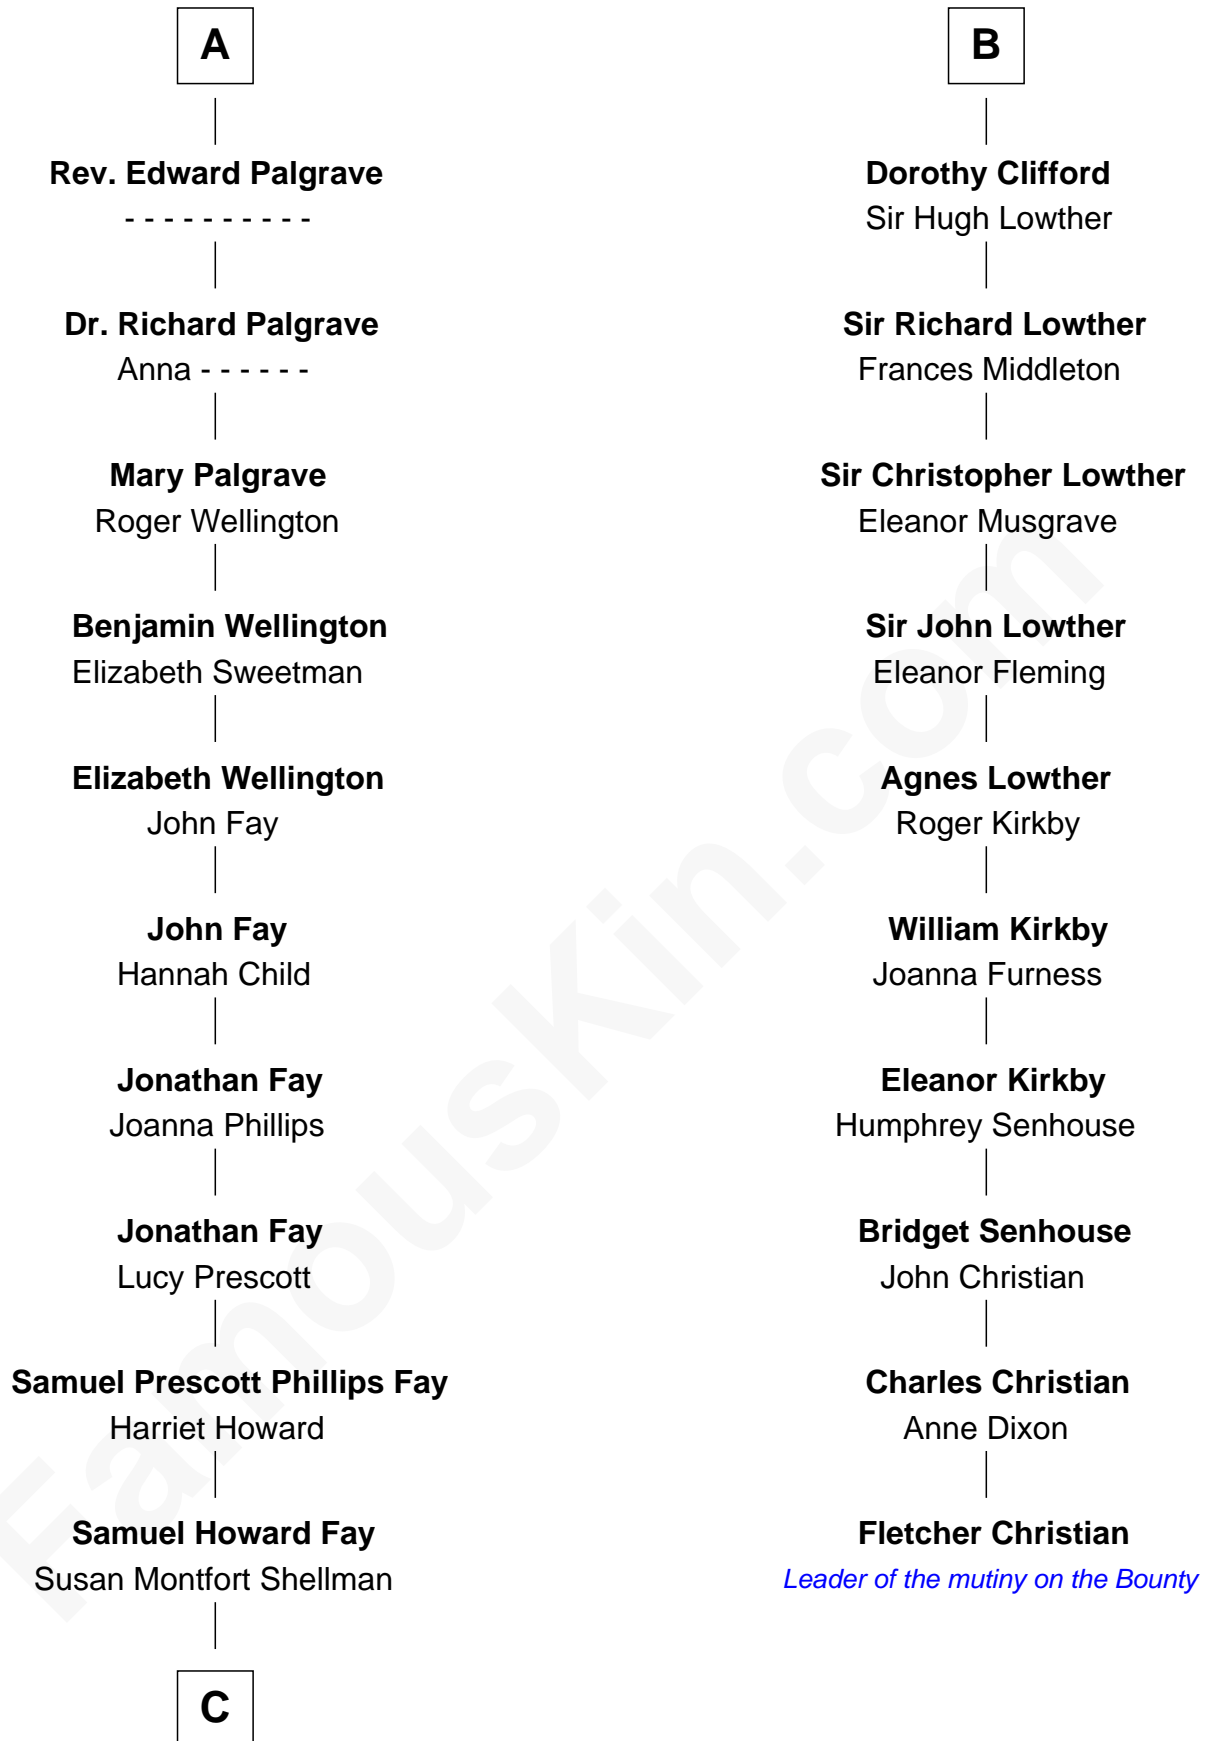 A
Rev. Edward Palgrave
- - - - - - - - - -
Dr. Richard Palgrave
Anna - - - - - -
Mary Palgrave
Roger Wellington
Benjamin Wellington
Elizabeth Sweetman
Elizabeth Wellington
John Fay
John Fay
Hannah Child
Jonathan Fay
Joanna Phillips
Jonathan Fay
Lucy Prescott
Samuel Prescott Phillips Fay
Harriet Howard
Samuel Howard Fay
Susan Montfort Shellman
C
B
Dorothy Clifford
Sir Hugh Lowther
Sir Richard Lowther
Frances Middleton
Sir Christopher Lowther
Eleanor Musgrave
Sir John Lowther
Eleanor Fleming
Agnes Lowther
Roger Kirkby
William Kirkby
Joanna Furness
Eleanor Kirkby
Humphrey Senhouse
Bridget Senhouse
John Christian
Charles Christian
Anne Dixon
Fletcher Christian
Leader of the mutiny on the Bounty
FamousKin.com